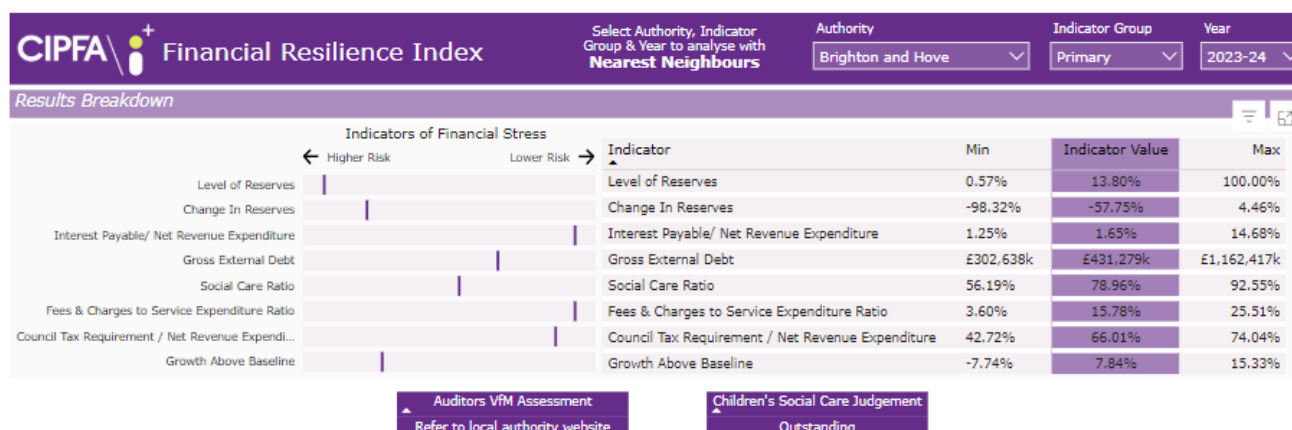 CIPFA\ i+ Financial Resilience Index
Select Authority, Indicator
Group & Year to analyse with
Nearest Neighbours
Authority
Brighton and Hove
Indicator Group
Primary
Year
2023-24
Results Breakdown
Indicators of Financial Stress
← Higher Risk Lower Risk →
Level of Reserves
Change In Reserves
Interest Payable/ Net Revenue Expenditure
Gross External Debt
Social Care Ratio
Fees & Charges to Service Expenditure Ratio
Council Tax Requirement / Net Revenue Expendi...
Growth Above Baseline
Indicator Min Indicator Value Max
Level of Reserves 0.57% 13.80% 100.00%
Change In Reserves -98.32% -57.75% 4.46%
Interest Payable/ Net Revenue Expenditure 1.25% 1.65% 14.68%
Gross External Debt £302,638k £431,279k £1,162,417k
Social Care Ratio 56.19% 78.96% 92.55%
Fees & Charges to Service Expenditure Ratio 3.60% 15.78% 25.51%
Council Tax Requirement / Net Revenue Expenditure 42.72% 66.01% 74.04%
Growth Above Baseline -7.74% 7.84% 15.33%
Auditors VfM Assessment
Refer to local authority website
Children's Social Care Judgement
Outstanding